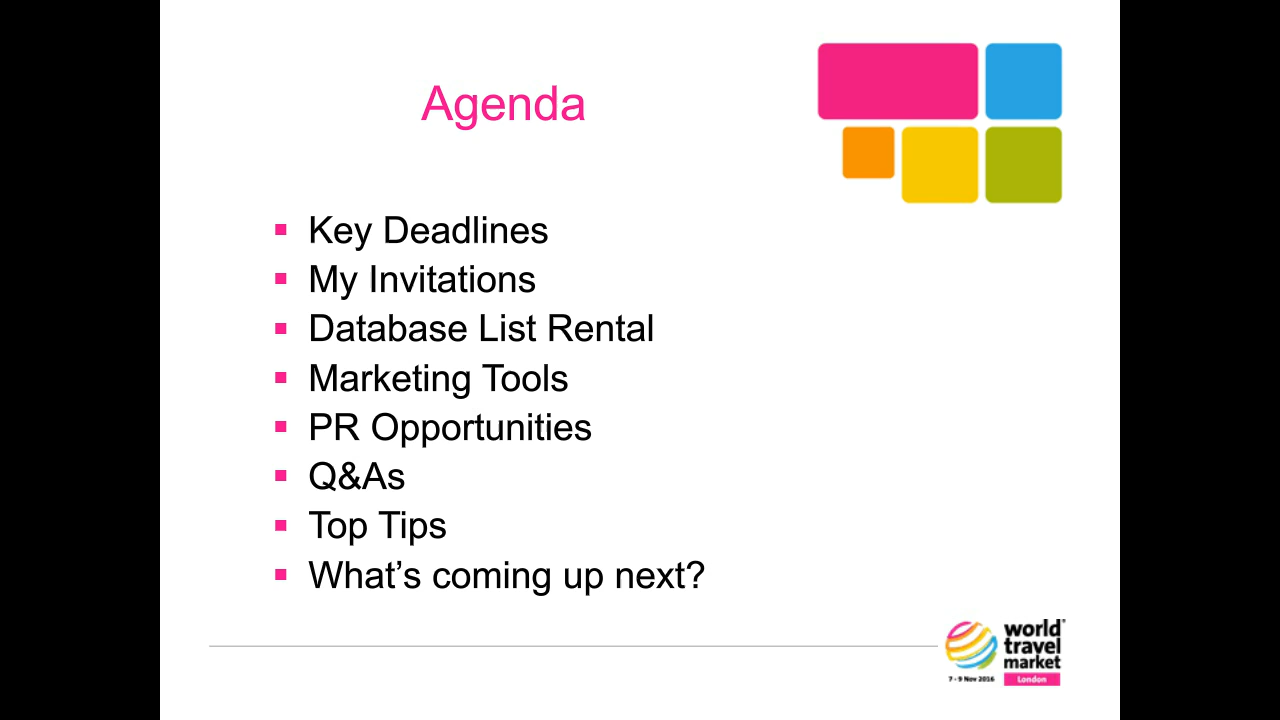 Agenda
Key Deadlines
My Invitations
Database List Rental
Marketing Tools
PR Opportunities
Q&As
Top Tips
What’s coming up next?
world
travel
market
7 - 9 Nov 2016
London